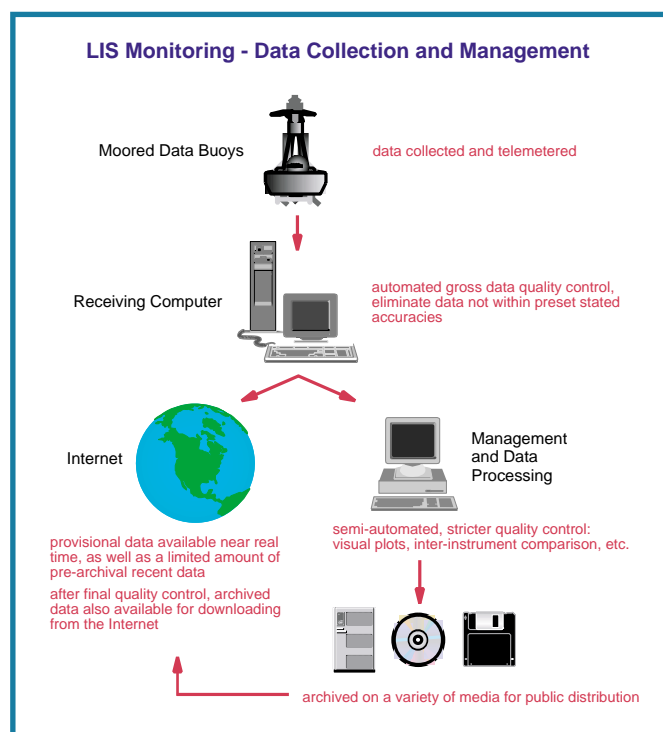 LIS Monitoring - Data Collection and Management
Moored Data Buoys
data collected and telemetered
Receiving Computer
automated gross data quality control,
eliminate data not within preset stated
accuracies
Internet
Management
and Data
Processing
provisional data available near real
time, as well as a limited amount of
pre-archival recent data
after final quality control, archived
data also available for downloading
from the Internet
semi-automated, stricter quality control:
visual plots, inter-instrument comparison, etc.
archived on a variety of media for public distribution